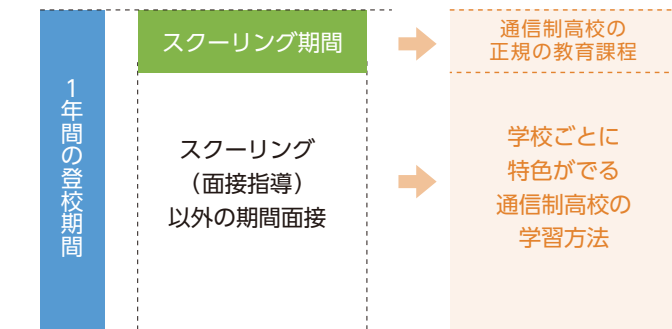 1年間の登校期間
スクーリング期間
通信制高校の
正規の教育課程
スクーリング
（面接指導）
以外の期間面接
学校ごとに
特色がでる
通信制高校の
学習方法